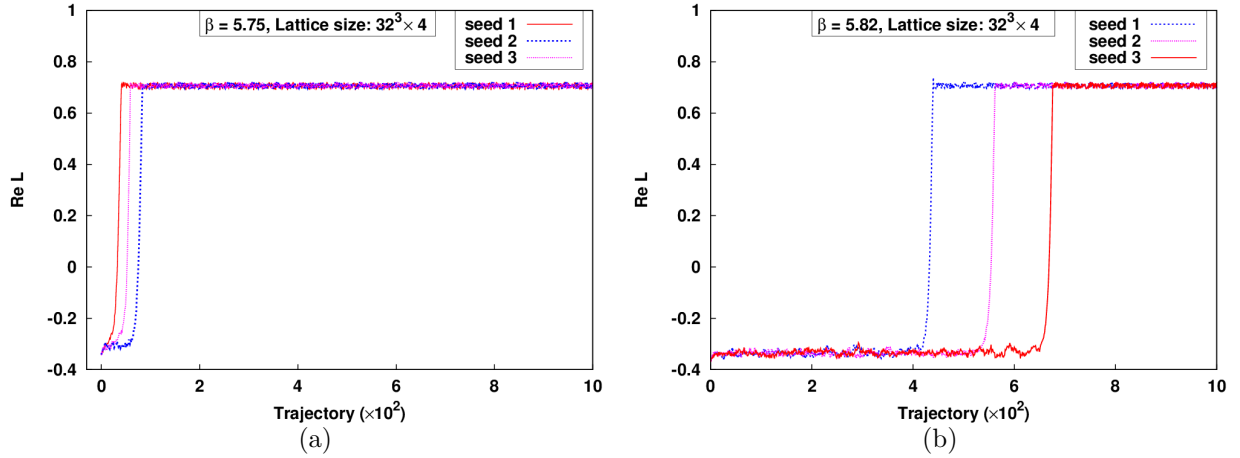 β = 5.75, Lattice size: 32³× 4
seed 1
seed 2
seed 3
1
0.8
0.6
0.4
0.2
0
-0.2
-0.4
Re L
0 2 4 6 8 10
Trajectory (×10²)
(a)
β = 5.82, Lattice size: 32³× 4
seed 1
seed 2
seed 3
1
0.8
0.6
0.4
0.2
0
-0.2
-0.4
Re L
0 2 4 6 8 10
Trajectory (×10²)
(b)